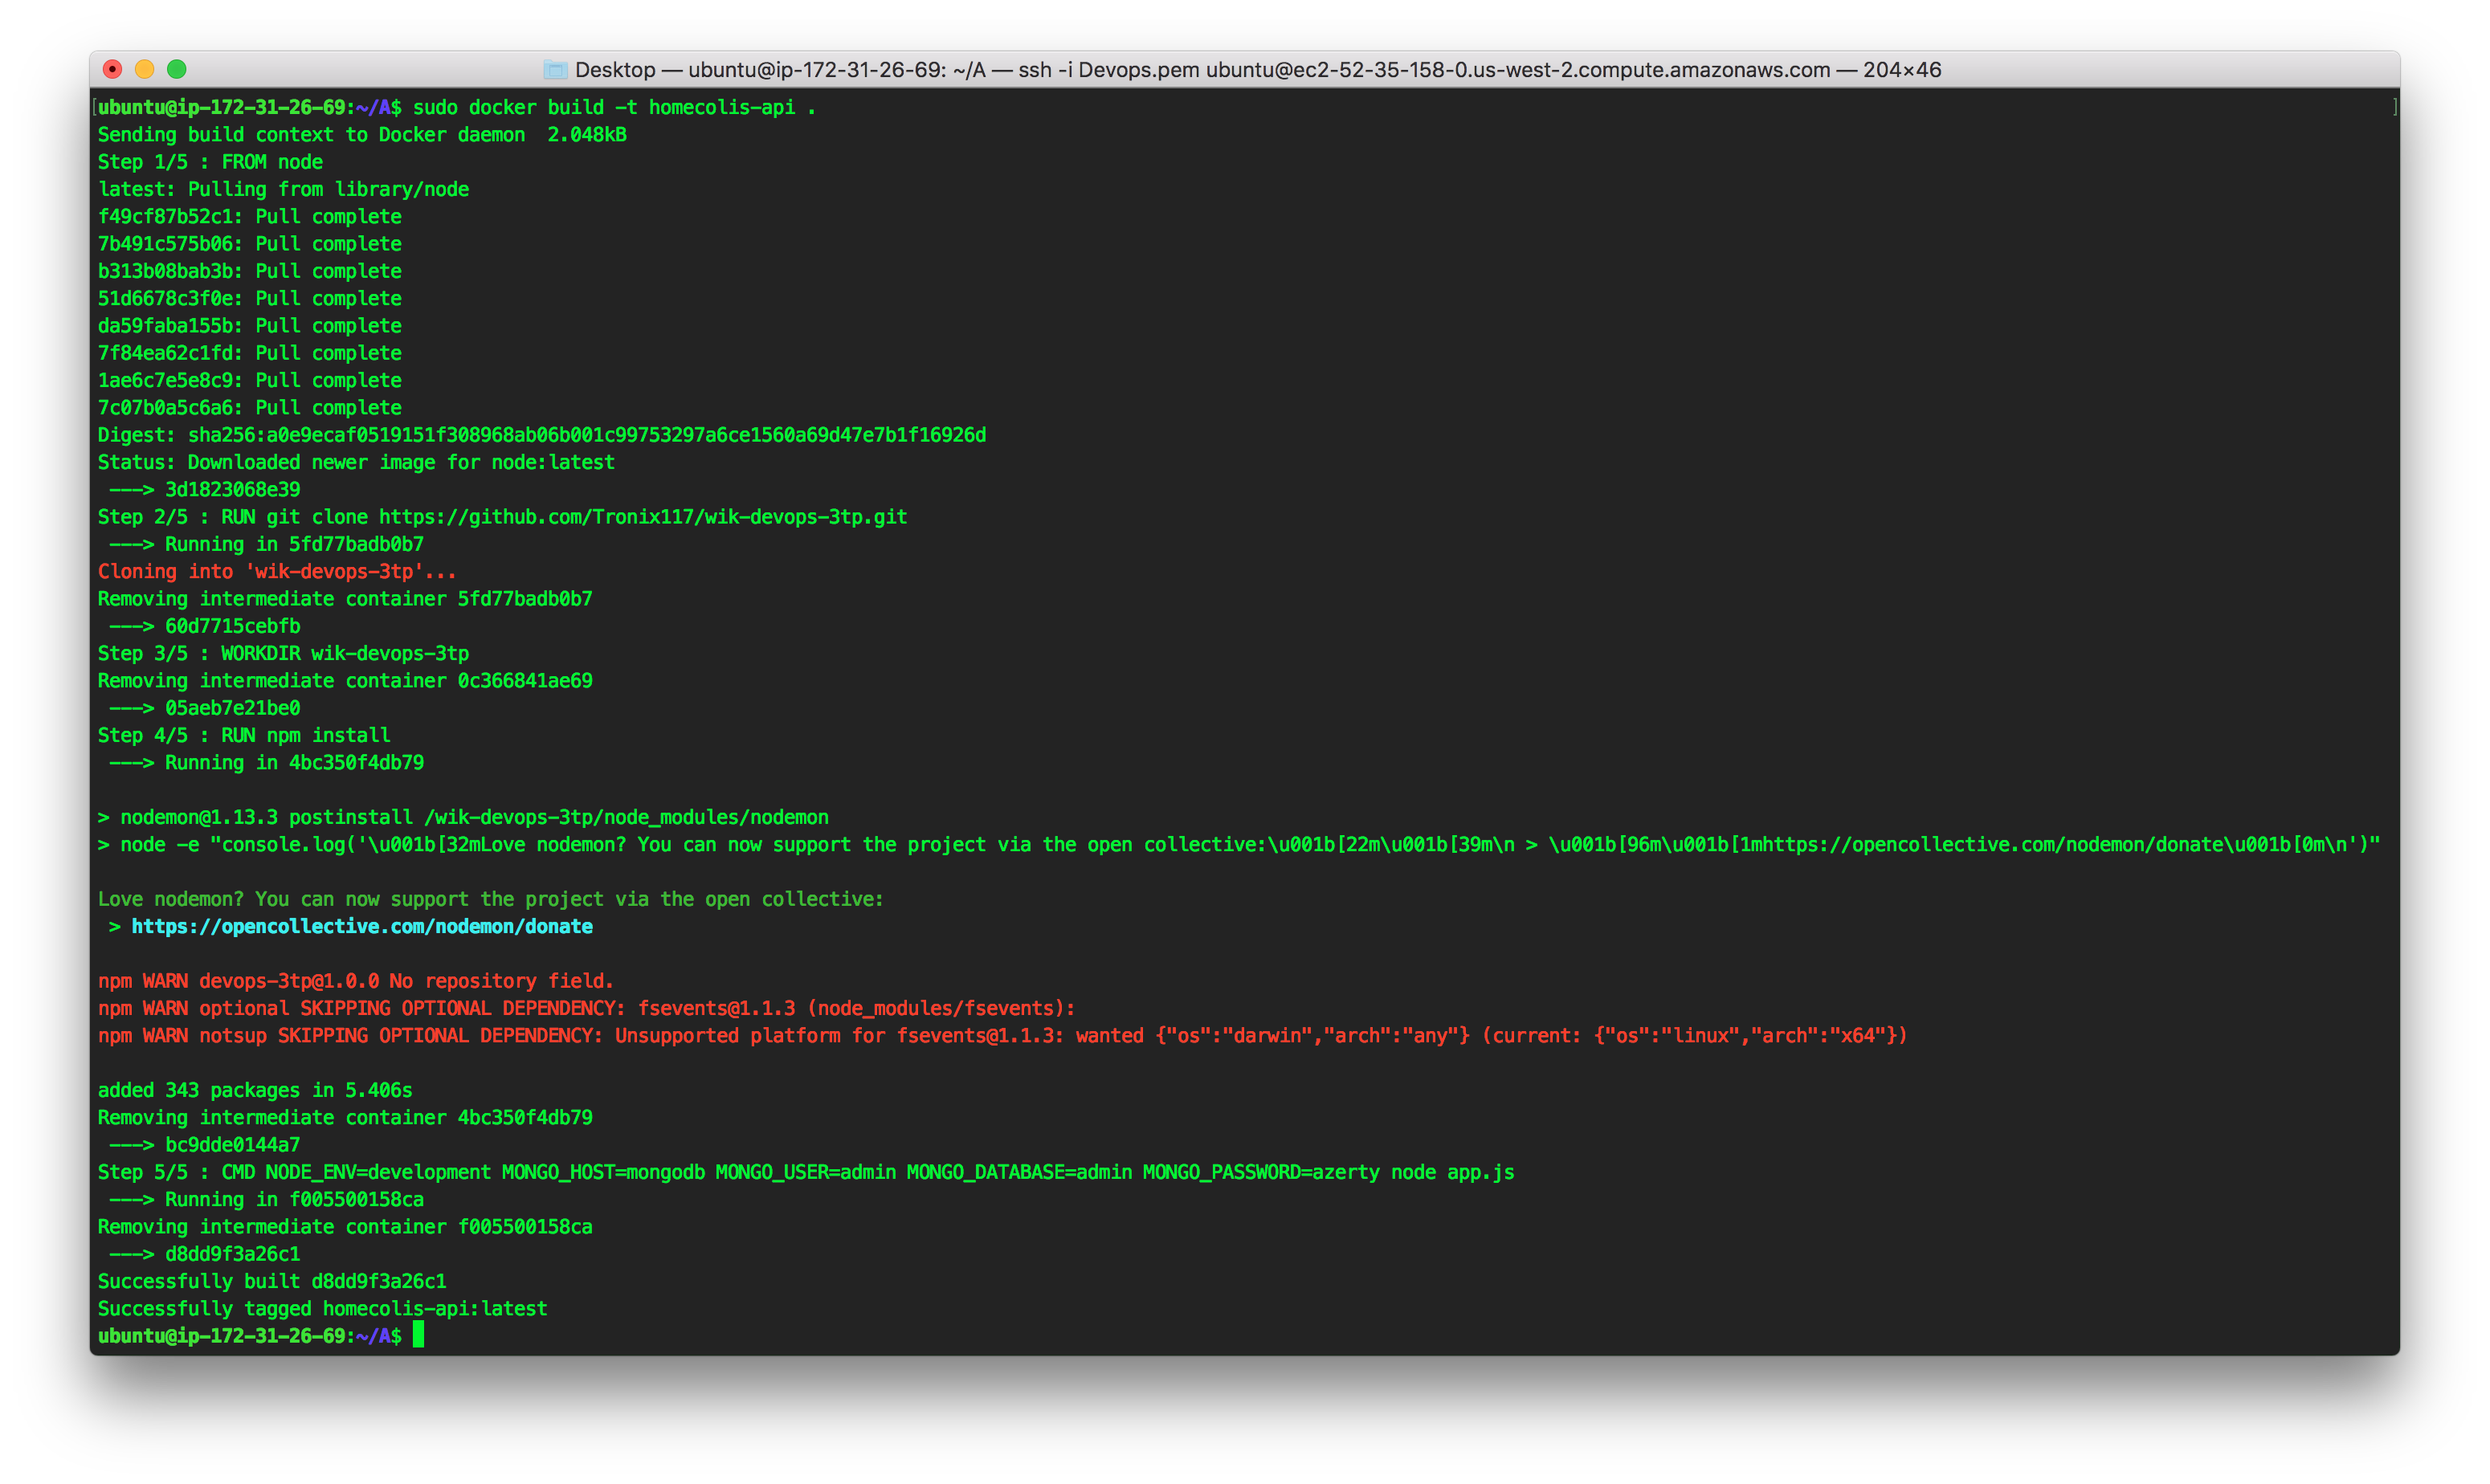 Desktop — ubuntu@ip-172-31-26-69: ~/A — ssh -i Devops.pem ubuntu@ec2-52-35-158-0.us-west-2.compute.amazonaws.com — 204×46
[ubuntu@ip-172-31-26-69:~/A$ sudo docker build -t homecolis-api . ]
Sending build context to Docker daemon  2.048kB
Step 1/5 : FROM node
latest: Pulling from library/node
f49cf87b52c1: Pull complete
7b491c575b06: Pull complete
b313b08bab3b: Pull complete
51d6678c3f0e: Pull complete
da59faba155b: Pull complete
7f84ea62c1fd: Pull complete
1ae6c7e5e8c9: Pull complete
7c07b0a5c6a6: Pull complete
Digest: sha256:a0e9ecaf0519151f308968ab06b001c99753297a6ce1560a69d47e7b1f16926d
Status: Downloaded newer image for node:latest
 ---> 3d1823068e39
Step 2/5 : RUN git clone https://github.com/Tronix117/wik-devops-3tp.git
 ---> Running in 5fd77badb0b7
Cloning into 'wik-devops-3tp'...
Removing intermediate container 5fd77badb0b7
 ---> 60d7715cebfb
Step 3/5 : WORKDIR wik-devops-3tp
Removing intermediate container 0c366841ae69
 ---> 05aeb7e21be0
Step 4/5 : RUN npm install
 ---> Running in 4bc350f4db79
> nodemon@1.13.3 postinstall /wik-devops-3tp/node_modules/nodemon
> node -e "console.log('\u001b[32mLove nodemon? You can now support the project via the open collective:\u001b[22m\u001b[39m\n > \u001b[96m\u001b[1mhttps://opencollective.com/nodemon/donate\u001b[0m\n')"
Love nodemon? You can now support the project via the open collective:
 > https://opencollective.com/nodemon/donate
npm WARN devops-3tp@1.0.0 No repository field.
npm WARN optional SKIPPING OPTIONAL DEPENDENCY: fsevents@1.1.3 (node_modules/fsevents):
npm WARN notsup SKIPPING OPTIONAL DEPENDENCY: Unsupported platform for fsevents@1.1.3: wanted {"os":"darwin","arch":"any"} (current: {"os":"linux","arch":"x64"})
added 343 packages in 5.406s
Removing intermediate container 4bc350f4db79
 ---> bc9dde0144a7
Step 5/5 : CMD NODE_ENV=development MONGO_HOST=mongodb MONGO_USER=admin MONGO_DATABASE=admin MONGO_PASSWORD=azerty node app.js
 ---> Running in f005500158ca
Removing intermediate container f005500158ca
 ---> d8dd9f3a26c1
Successfully built d8dd9f3a26c1
Successfully tagged homecolis-api:latest
ubuntu@ip-172-31-26-69:~/A$